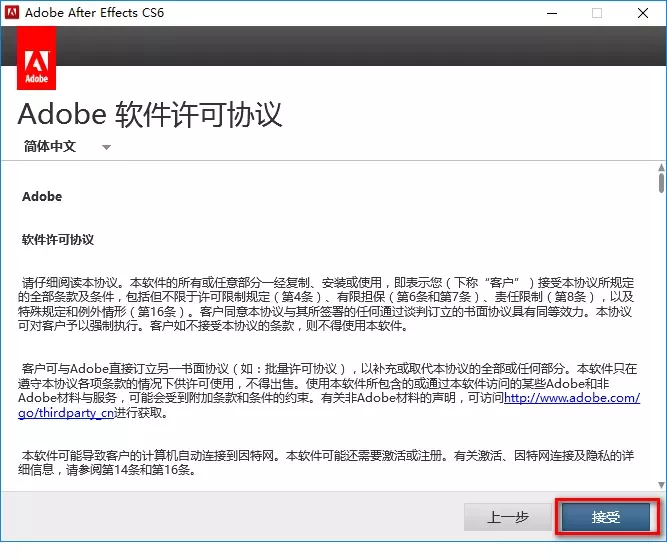 Adobe After Effects CS6
Adobe
Adobe 软件许可协议
简体中文
Adobe
软件许可协议
请仔细阅读本协议。本软件的所有或任意部分一经复制、安装或使用，即表示您（下称“客户”）接受本协议所规定
的全部条款及条件，包括但不限于许可限制规定（第4条）、有限担保（第6条和第7条）、责任限制（第8条），以及
特殊规定和例外情形（第16条）。客户同意本协议与其所签署的任何通过谈判订立的书面协议具有同等效力。本协议
可对客户予以强制执行。客户如不接受本协议的条款，则不得使用本软件。
客户可与Adobe直接订立另一书面协议（如：批量许可协议），以补充或取代本协议的全部或任何部分。本软件只在
遵守本协议各项条款的情况下供许可使用，不得出售。使用本软件所包含的或通过本软件访问的某些Adobe和非
Adobe材料与服务，可能会受到附加条款和条件的约束。有关非Adobe材料的声明，可访问http://www.adobe.com/
go/thirdparty_cn进行获取。
本软件可能导致客户的计算机自动连接到因特网。本软件可能还需要激活或注册。有关激活、因特网连接及隐私的详
细信息，请参阅第14条和第16条。
上一步
接受